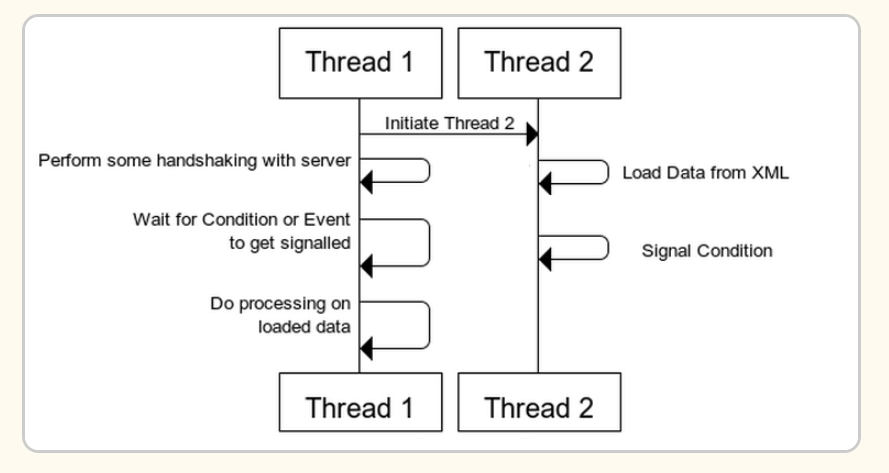 Thread 1
Thread 2
Initiate Thread 2
Perform some handshaking with server
Load Data from XML
Wait for Condition or Event
to get signalled
Signal Condition
Do processing on
loaded data
Thread 1
Thread 2